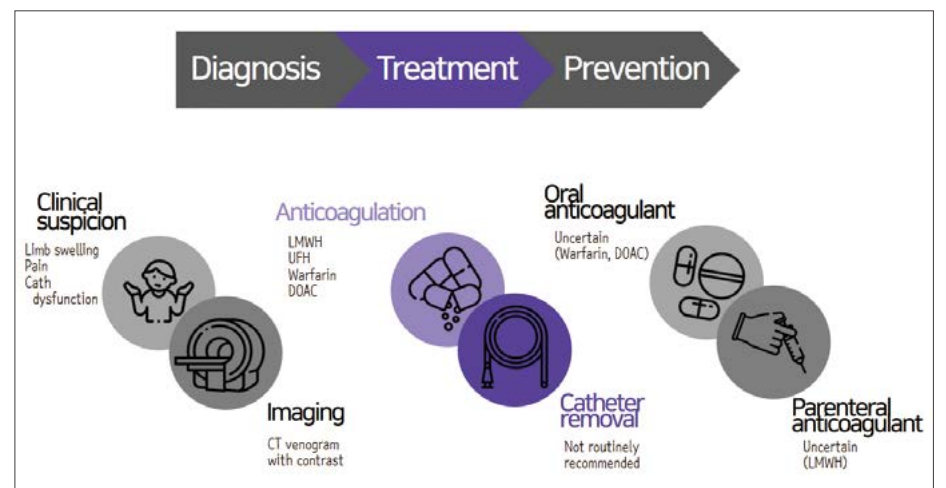 Diagnosis
Treatment
Prevention
Clinical
suspicion
Limb swelling
Pain
Cath
dysfunction
Imaging
CT venogram
with contrast
Anticoagulation
LMWH
UFH
Warfarin
DOAC
Catheter
removal
Not routinely
recommended
Oral
anticoagulant
Uncertain
(Warfarin, DOAC)
Parenteral
anticoagulant
Uncertain
(LMWH)